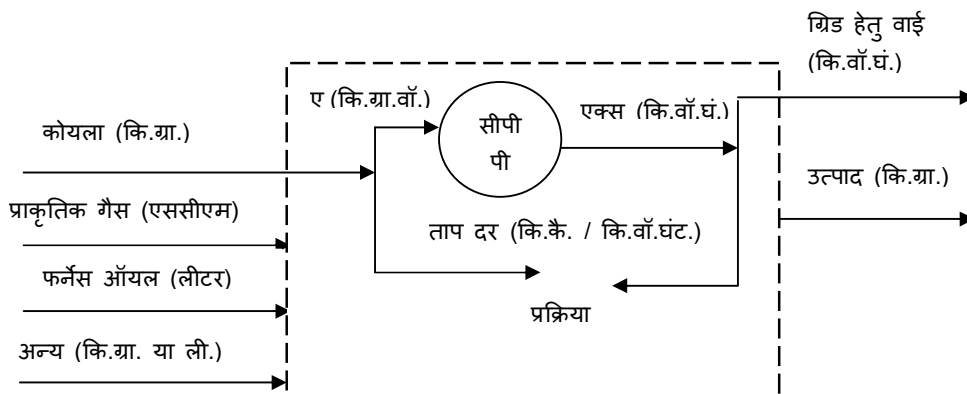 ग्रिड हेतु वाई
(कि.वॉ.घं.)
ए (कि.ग्रा.वॉ.)
एक्स (कि.वॉ.घं.)
सीपी
पी
कोयला (कि.ग्रा.)
उत्पाद (कि.ग्रा.)
प्राकृतिक गैस (एससीएम)
ताप दर (कि.कै. / कि.वॉ.घंट.)
फर्नेस ऑयल (लीटर)
प्रक्रिया
अन्य (कि.ग्रा. या ली.)